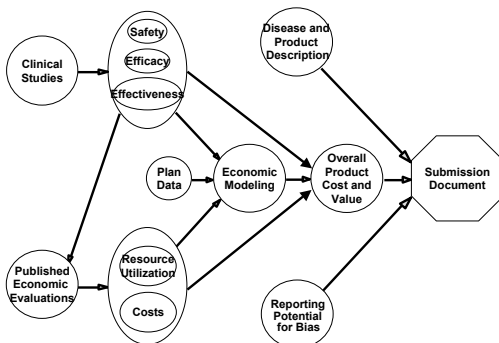 Safety
Efficacy
Effectiveness
Clinical
Studies
Disease and
Product
Description
Plan
Data
Economic
Modeling
Overall
Product
Cost and
Value
Submission
Document
Published
Economic
Evaluations
Resource
Utilization
Costs
Reporting
Potential
for Bias